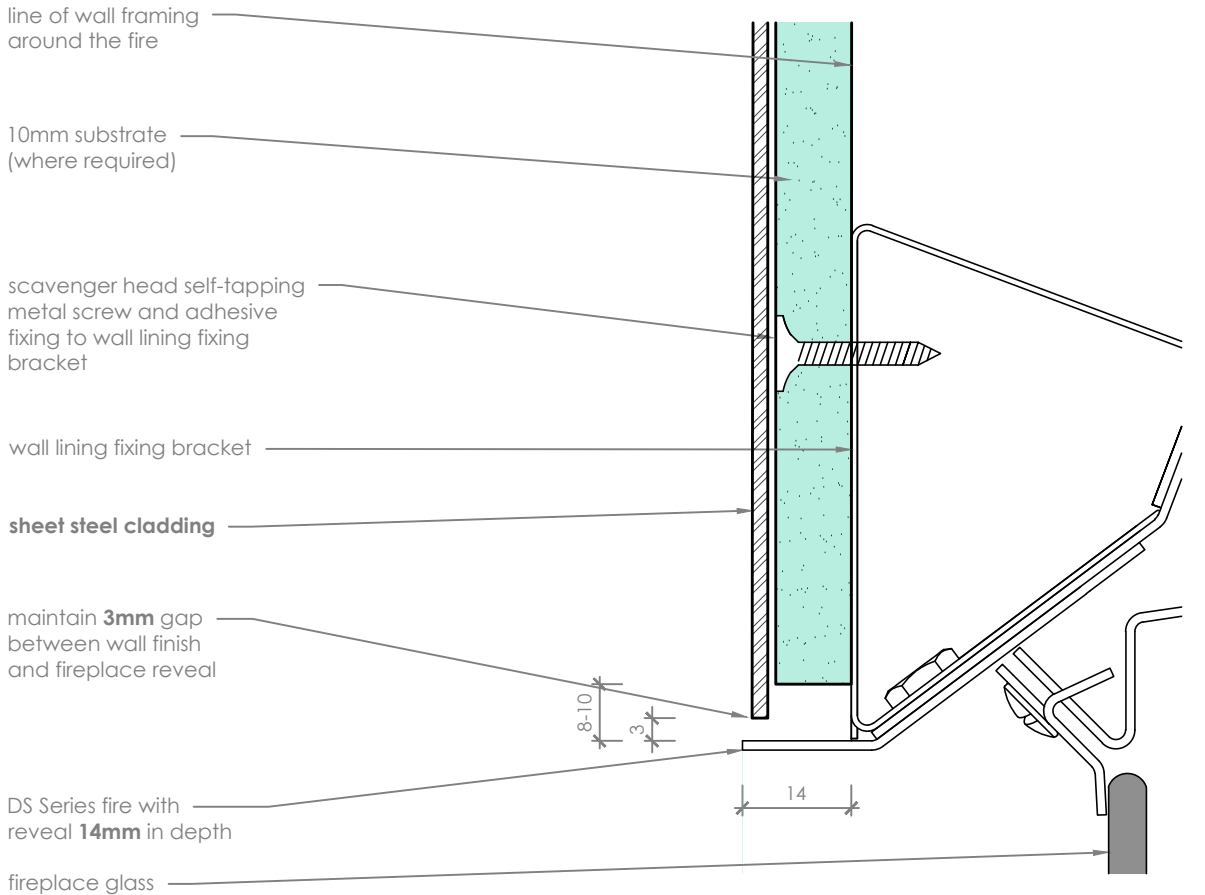 line of wall framing
around the fire
10mm substrate
(where required)
scavenger head self-tapping
metal screw and adhesive
fixing to wall lining fixing
bracket
wall lining fixing bracket
sheet steel cladding
maintain 3mm gap
between wall finish
and fireplace reveal
8-10
3
14
DS Series fire with
reveal 14mm in depth
fireplace glass